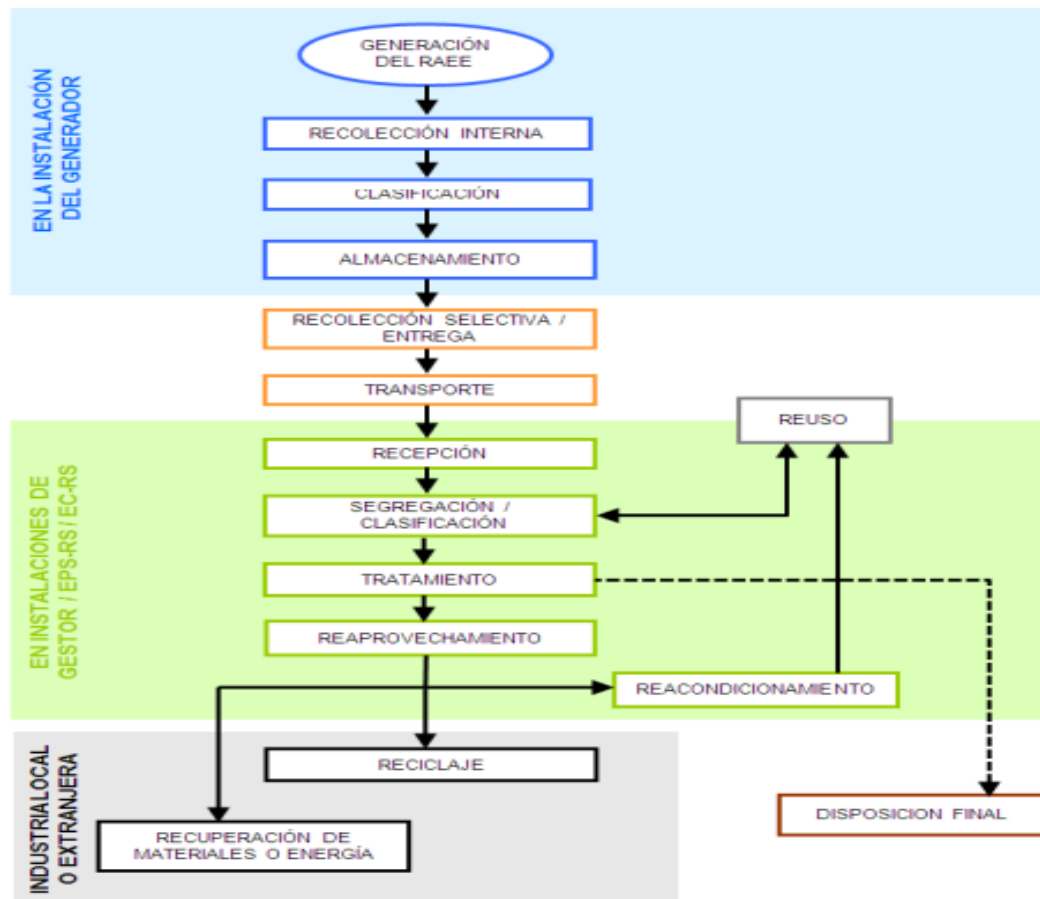 GENERACIÓN
DEL RAEE
EN LA INSTALACIÓN
DEL GENERADOR
RECOLECCIÓN INTERNA
CLASIFICACIÓN
ALMACENAMIENTO
RECOLECCIÓN SELECTIVA /
ENTREGA
TRANSPORTE
REUSO
EN INSTALACIONES DE
GESTOR / EPS-RS / EC-RS
RECEPCIÓN
SEGREGACIÓN /
CLASIFICACIÓN
TRATAMIENTO
REAPROVECHAMIENTO
REACONDICIONAMIENTO
INDUSTRIA LOCAL
O EXTRANJERA
RECICLAJE
DISPOSICION FINAL
RECUPERACIÓN DE
MATERIALES O ENERGÍA